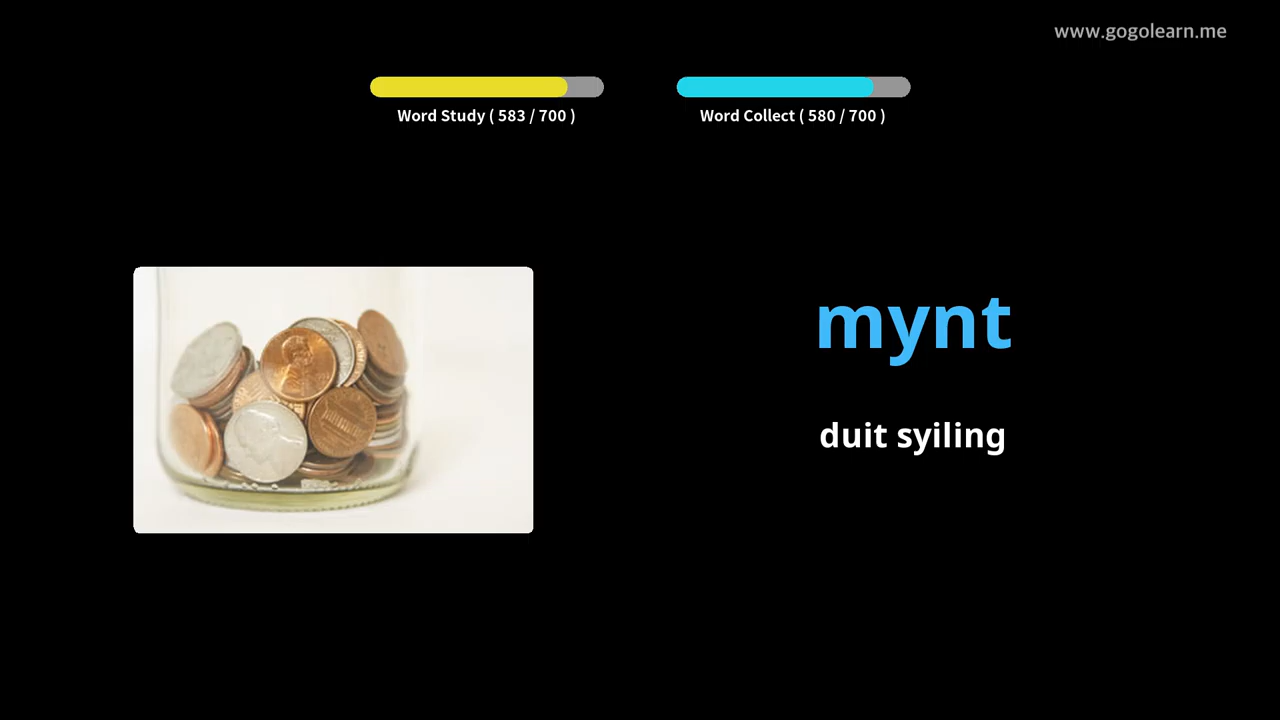 www.gogolearn.me
Word Study ( 583 / 700 )
Word Collect ( 580 / 700 )
mynt
duit syiling